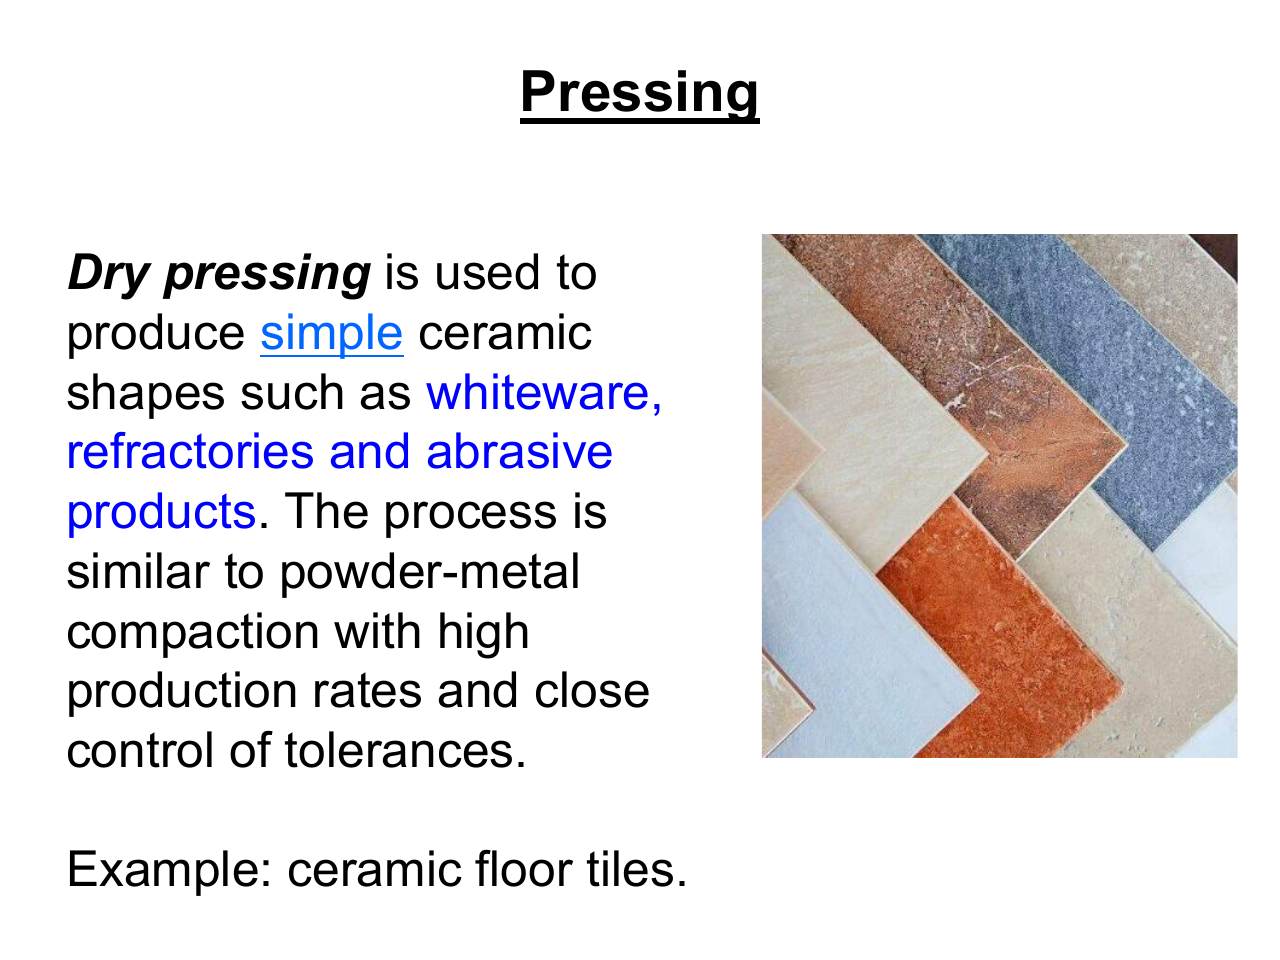 Pressing
Dry pressing is used to
produce simple ceramic
shapes such as whiteware,
refractories and abrasive
products. The process is
similar to powder-metal
compaction with high
production rates and close
control of tolerances.
Example: ceramic floor tiles.